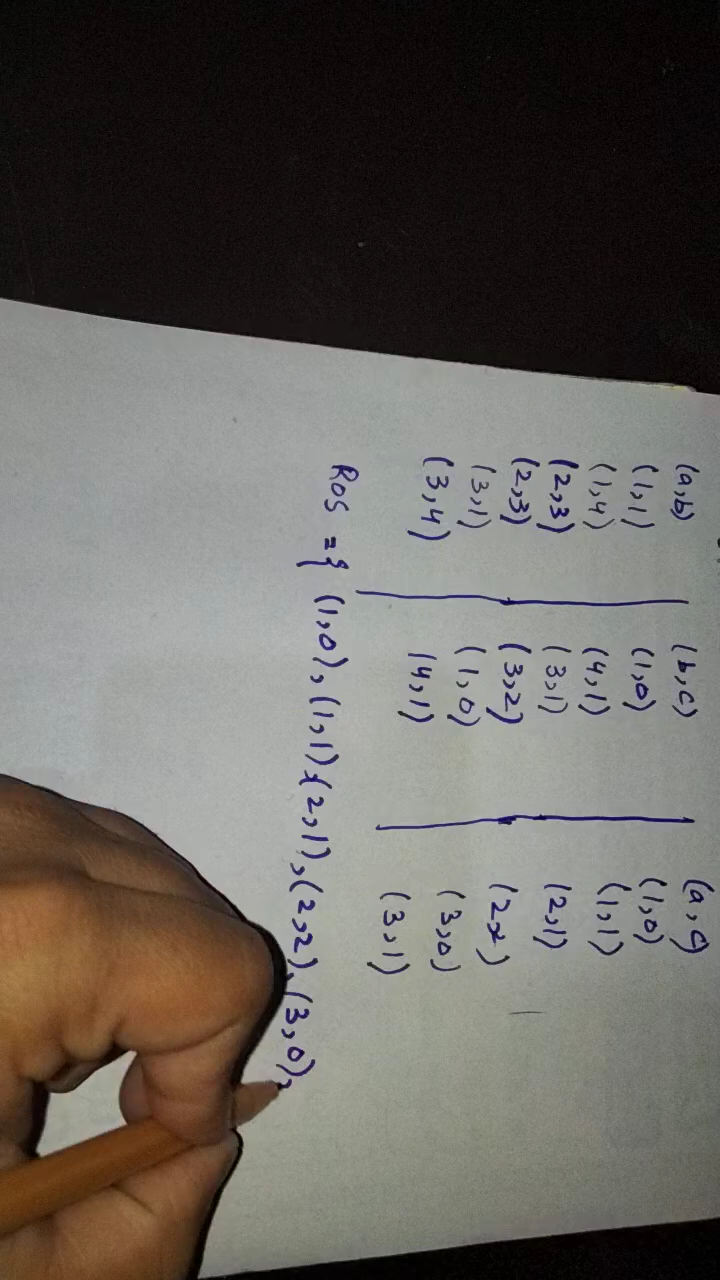 (a,b) (b,c) (a,c)
(1,1) (1,0) (1,0)
(1,4) (4,1) (1,1)
(2,3) (3,1) (2,1)
(2,3) (3,2) (2,2)
(3,1) (1,0) (3,0)
(3,4) (4,1) (3,1)
ROS = { (1,0), (1,1), (2,1), (2,2), (3,0),